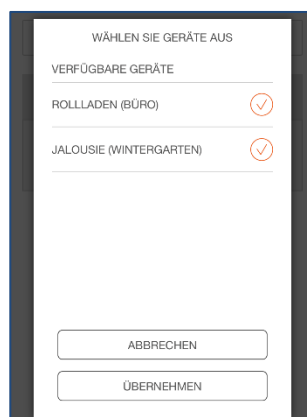 WÄHLEN SIE GERÄTE AUS
VERFÜGBARE GERÄTE
ROLLLADEN (BÜRO)
JALOUSIE (WINTERGARTEN)
ABBRECHEN
ÜBERNEHMEN